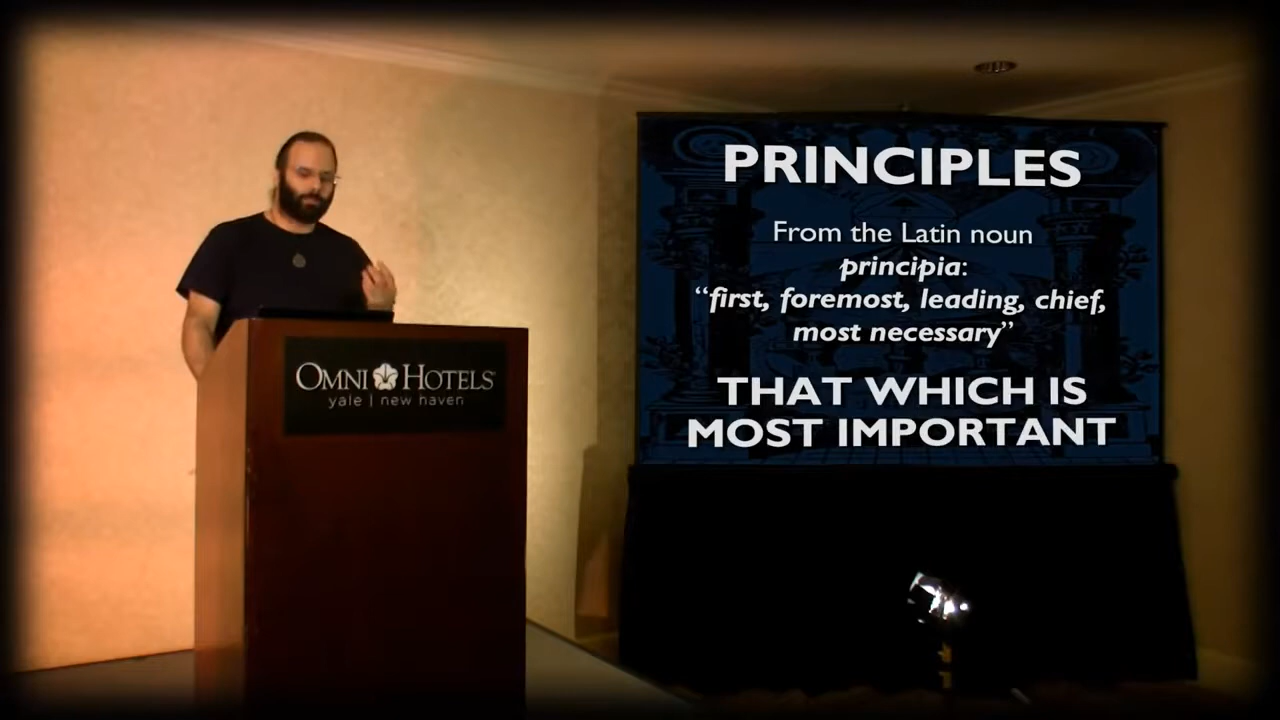 PRINCIPLES
From the Latin noun
principia:
“first, foremost, leading, chief,
most necessary”
THAT WHICH IS
MOST IMPORTANT
OMNI HOTELS
yale | new haven